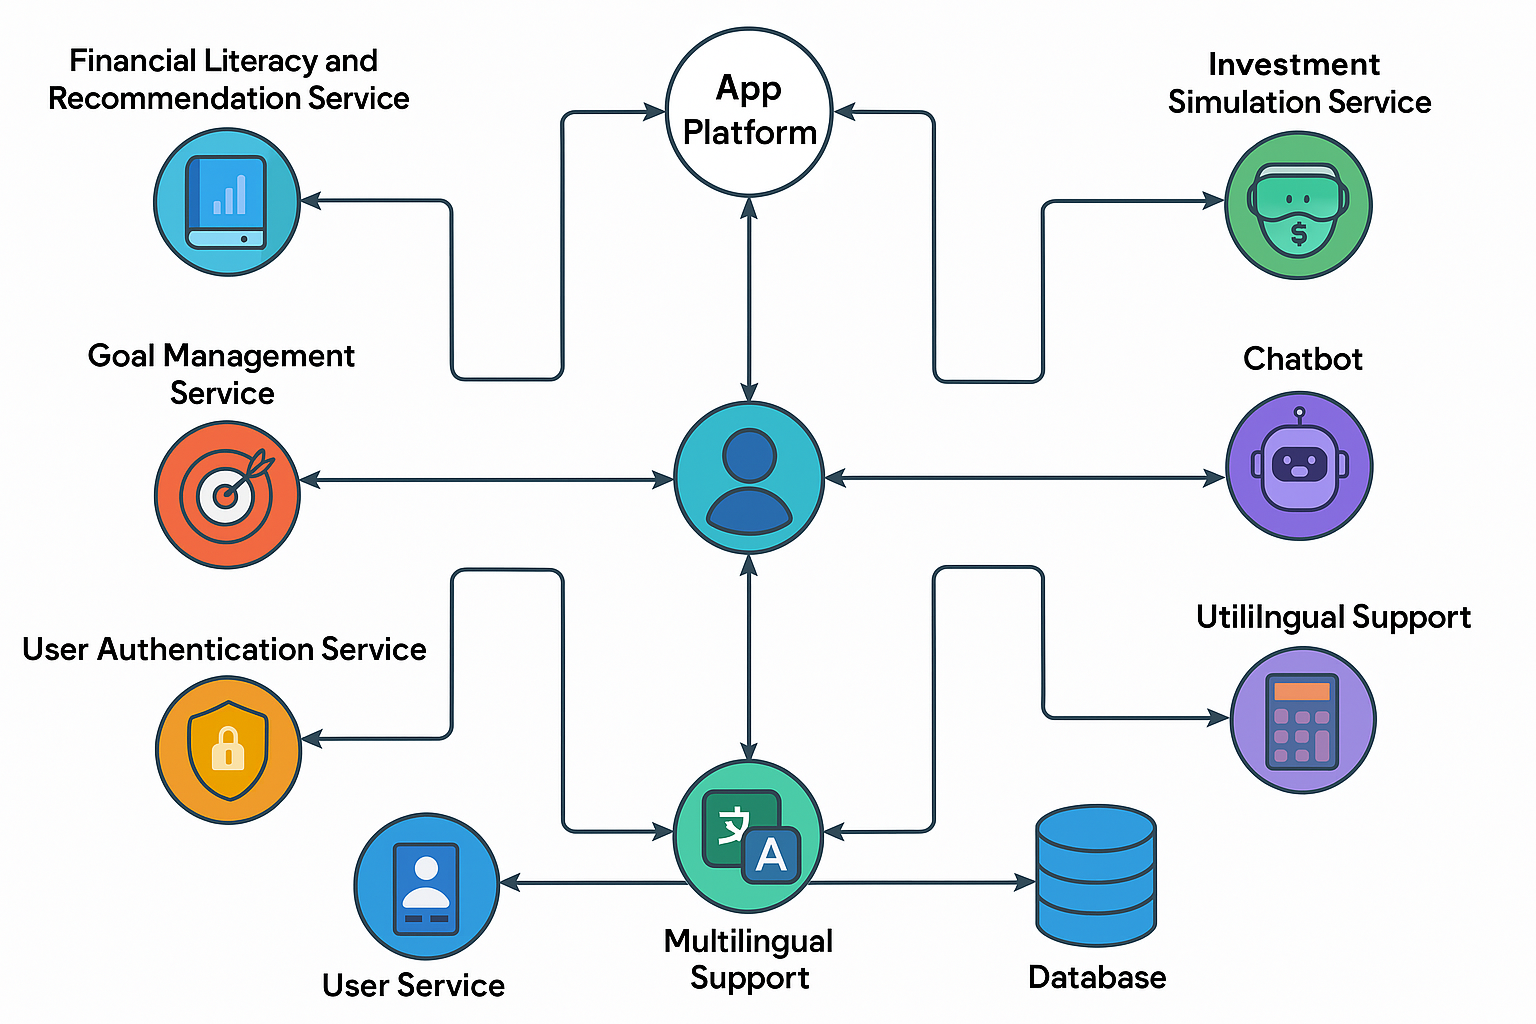 Financial Literacy and
Recommendation Service
App
Platform
Investment
Simulation Service
$
Goal Management
Service
Chatbot
User Authentication Service
Utililngual Support
文
A
User Service
Multilingual
Support
Database